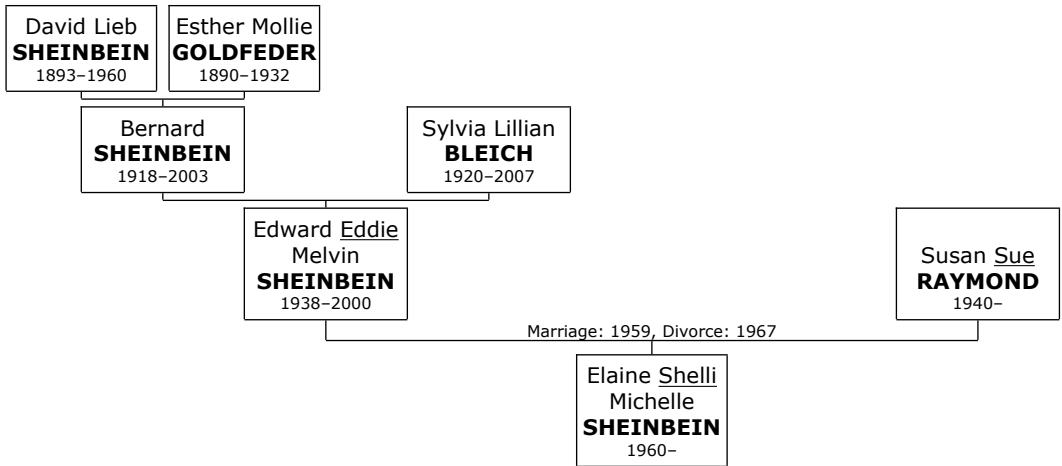 David Lieb
SHEINBEIN
1893–1960
Esther Mollie
GOLDFEDER
1890–1932
Bernard
SHEINBEIN
1918–2003
Sylvia Lillian
BLEICH
1920–2007
Edward Eddie
Melvin
SHEINBEIN
1938–2000
Susan Sue
RAYMOND
1940–
Marriage: 1959, Divorce: 1967
Elaine Shelli
Michelle
SHEINBEIN
1960–